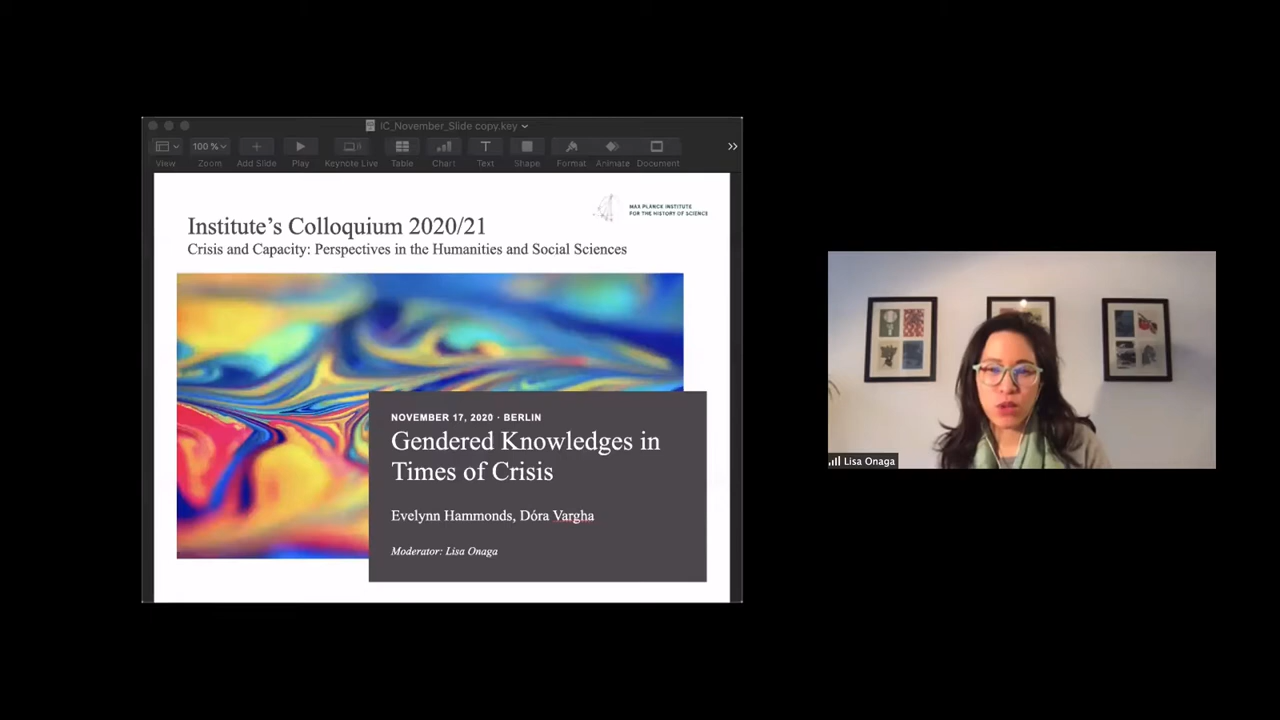 IC_November_Slide copy.key
100 %
View
Zoom
Add Slide
Play
Keynote Live
Table
Chart
Text
Shape
Format
Animate
Document
MAX PLANCK INSTITUTE
FOR THE HISTORY OF SCIENCE
Institute's Colloquium 2020/21
Crisis and Capacity: Perspectives in the Humanities and Social Sciences
NOVEMBER 17, 2020 · BERLIN
Gendered Knowledges in
Times of Crisis
Evelynn Hammonds, Dóra Vargha
Moderator: Lisa Onaga
Lisa Onaga